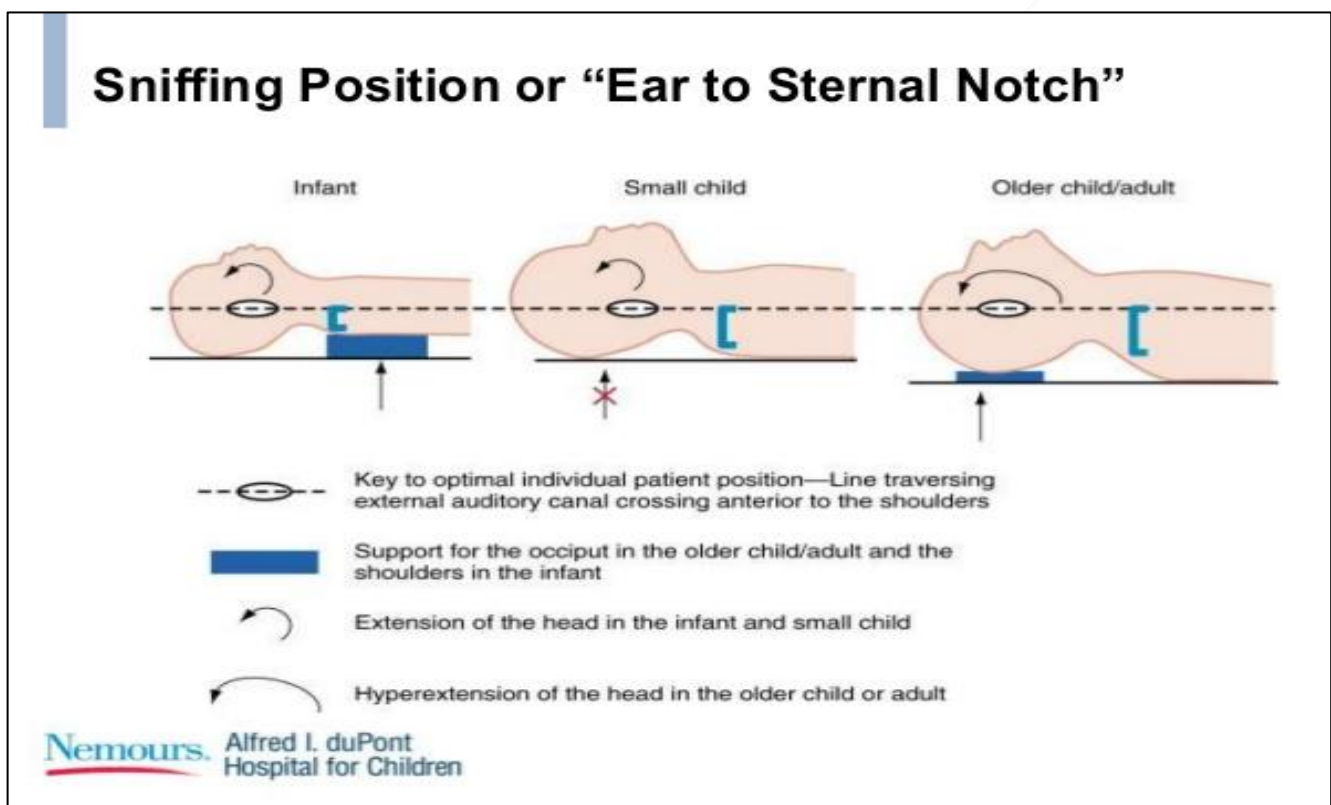 Sniffing Position or “Ear to Sternal Notch”
Infant
Small child
Older child/adult
Key to optimal individual patient position—Line traversing
external auditory canal crossing anterior to the shoulders
Support for the occiput in the older child/adult and the
shoulders in the infant
Extension of the head in the infant and small child
Hyperextension of the head in the older child or adult
Nemours. Alfred I. duPont
Hospital for Children